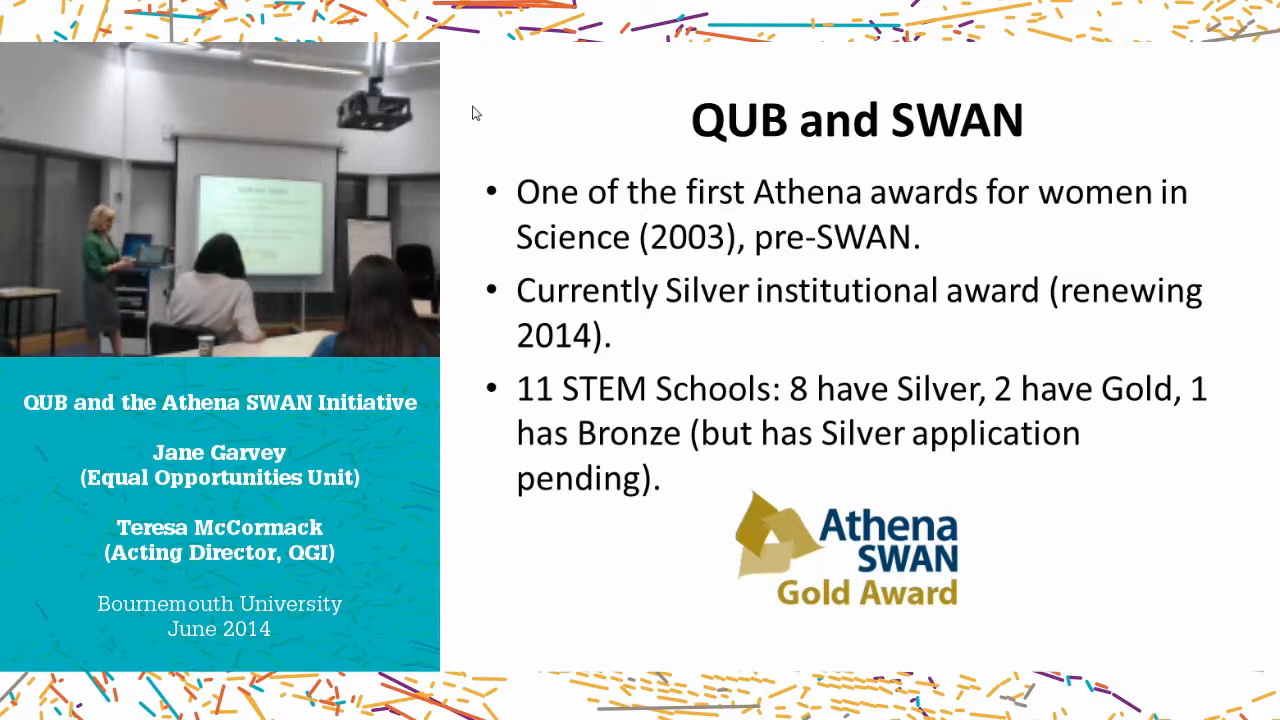 QUB and the Athena SWAN Initiative
Jane Garvey
(Equal Opportunities Unit)
Teresa McCormack
(Acting Director, QGI)
Bournemouth University
June 2014
QUB and SWAN
• One of the first Athena awards for women in
Science (2003), pre-SWAN.
• Currently Silver institutional award (renewing
2014).
• 11 STEM Schools: 8 have Silver, 2 have Gold, 1
has Bronze (but has Silver application
pending).
Athena
SWAN
Gold Award